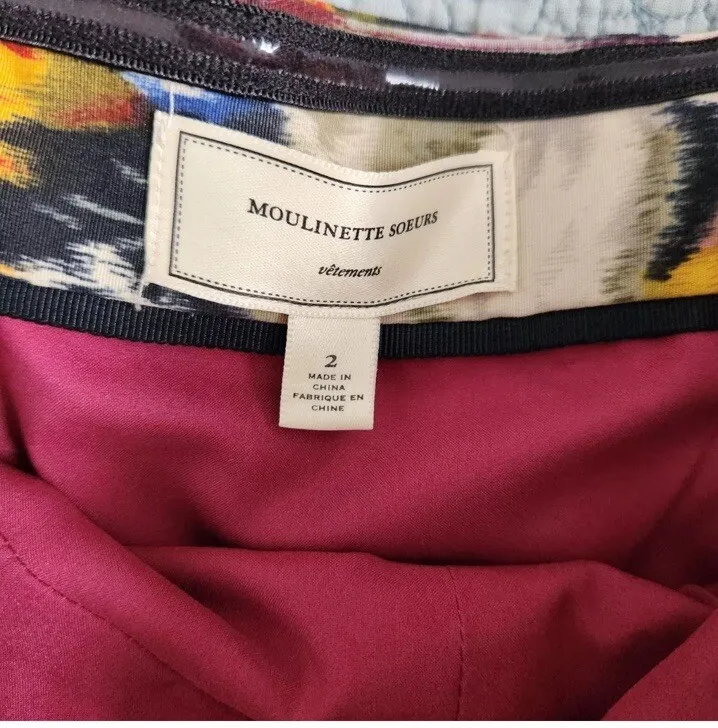 MOULINETTE SOEURS
vêtements
2
MADE IN
CHINA
FABRIQUE EN
CHINE